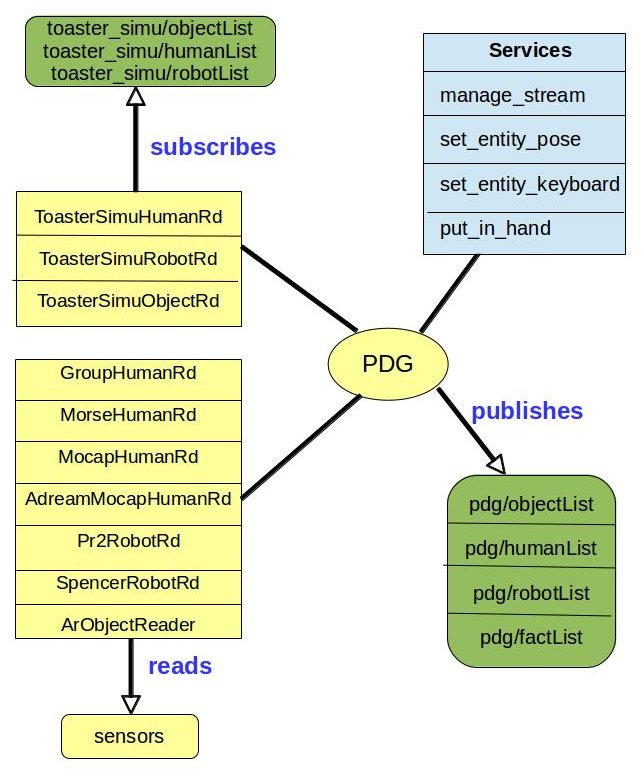 toaster_simu/objectList
toaster_simu/humanList
toaster_simu/robotList
subscribes
ToasterSimuHumanRd
ToasterSimuRobotRd
ToasterSimuObjectRd
Services
manage_stream
set_entity_pose
set_entity_keyboard
put_in_hand
PDG
GroupHumanRd
MorseHumanRd
MocapHumanRd
AdreamMocapHumanRd
Pr2RobotRd
SpencerRobotRd
ArObjectReader
publishes
pdg/objectList
pdg/humanList
pdg/robotList
pdg/factList
reads
sensors